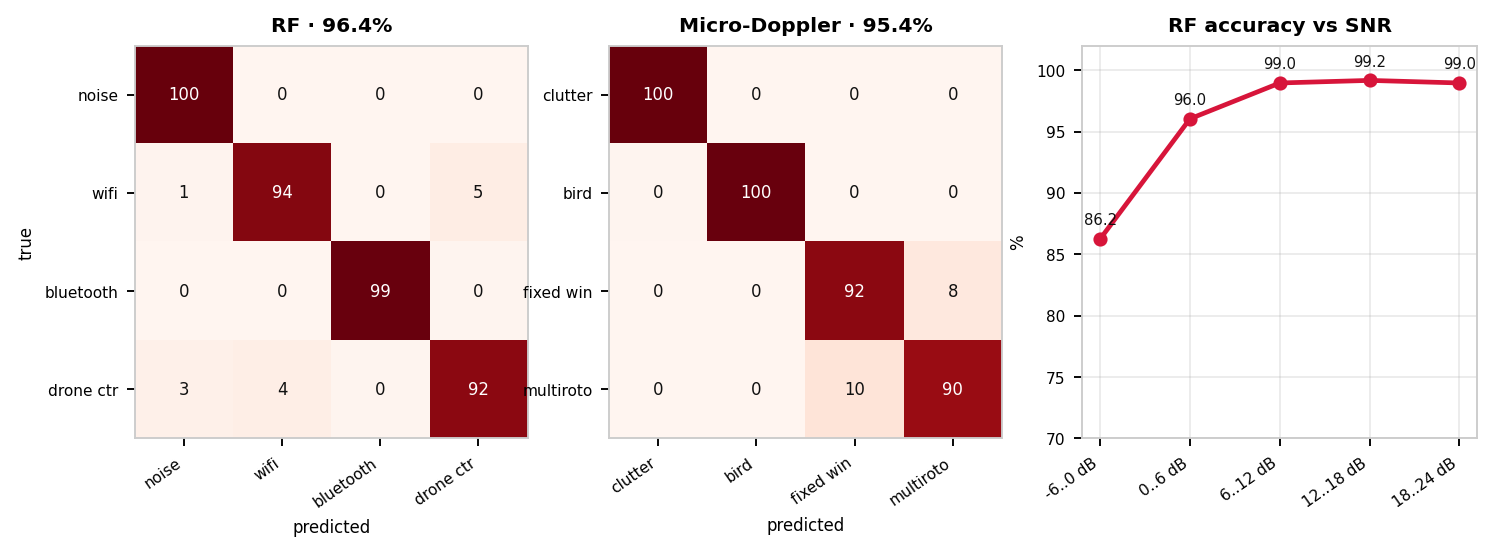 RF · 96.4%
true
noise 100 0 0 0
wifi 1 94 0 5
bluetooth 0 0 99 0
drone ctr 3 4 0 92
noise wifi bluetooth drone ctr
predicted
Micro-Doppler · 95.4%
clutter 100 0 0 0
bird 0 100 0 0
fixed win 0 0 92 8
multiroto 0 0 10 90
clutter bird fixed win multiroto
predicted
RF accuracy vs SNR
%
100
95
90
85
80
75
70
86.2 96.0 99.0 99.2 99.0
-6..0 dB 0..6 dB 6..12 dB 12..18 dB 18..24 dB